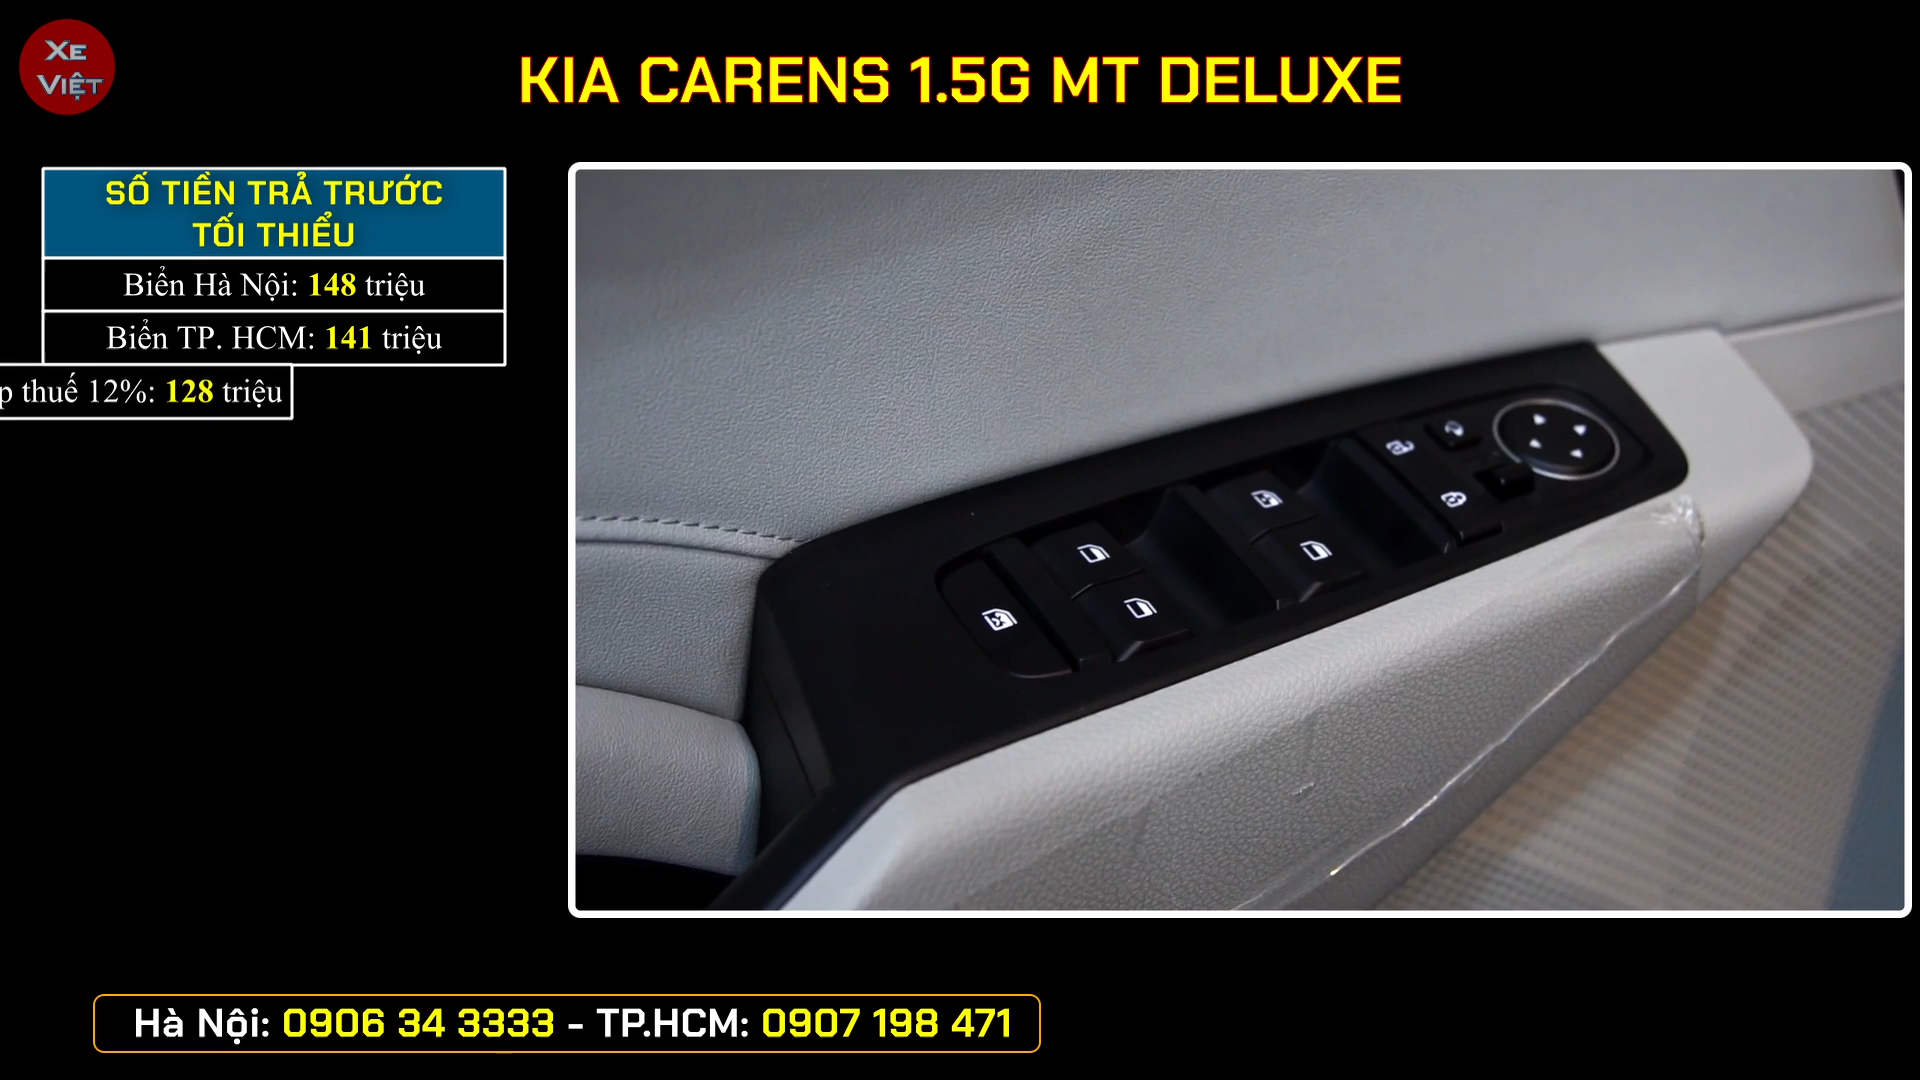 XE
VIỆT
KIA CARENS 1.5G MT DELUXE
SỐ TIỀN TRẢ TRƯỚC
TỐI THIỂU
Biển Hà Nội: 148 triệu
Biển TP. HCM: 141 triệu
thuế 12%: 128 triệu
Hà Nội: 0906 34 3333 - TP.HCM: 0907 198 471